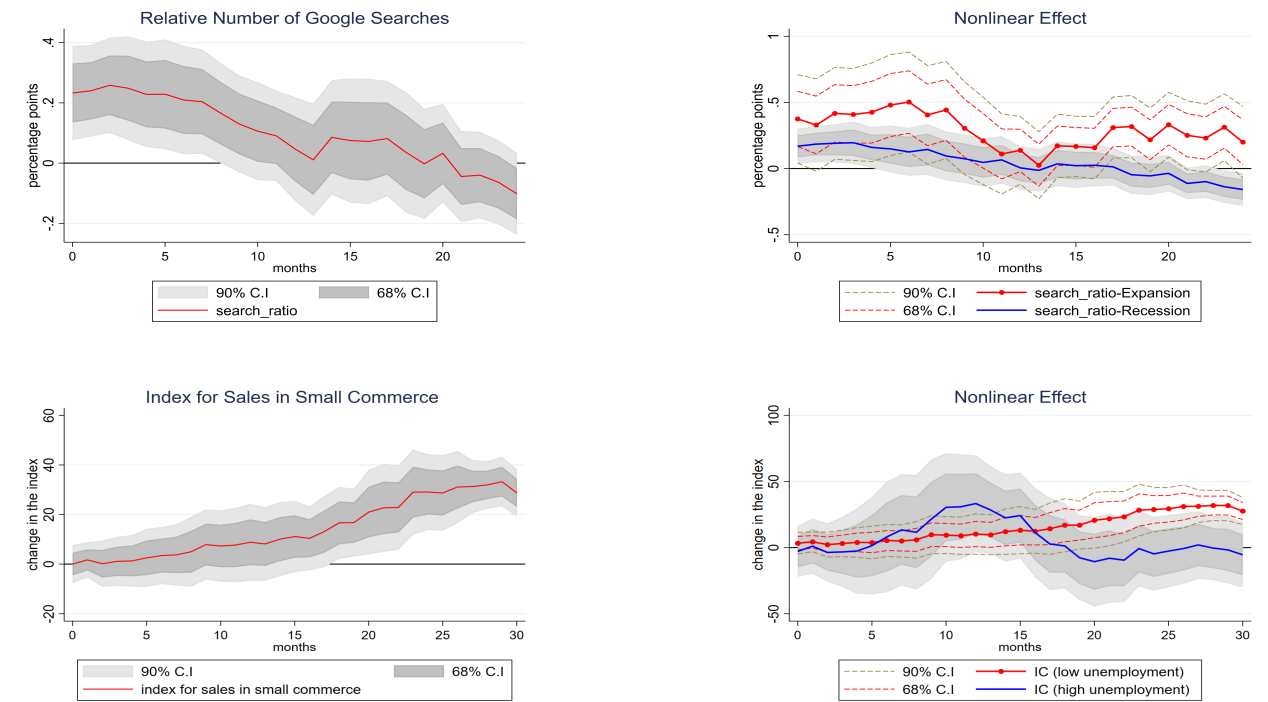 Relative Number of Google Searches
percentage points
.4
.2
0
-.2
0 5 10 15 20
months
90% C.I 68% C.I
search_ratio
Nonlinear Effect
percentage points
1
.5
0
-.5
0 5 10 15 20
months
90% C.I search_ratio-Expansion
68% C.I search_ratio-Recession
Index for Sales in Small Commerce
change in the index
60
40
20
0
-20
0 5 10 15 20 25 30
months
90% C.I 68% C.I
index for sales in small commerce
Nonlinear Effect
change in the index
100
50
0
-50
0 5 10 15 20 25 30
months
90% C.I IC (low unemployment)
68% C.I IC (high unemployment)